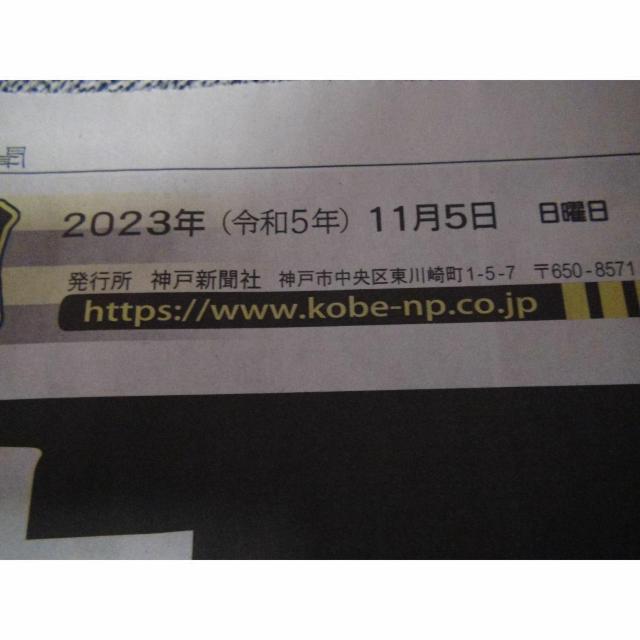 2023年（令和5年）11月5日　日曜日
発行所　神戸新聞社　神戸市中央区東川崎町1-5-7　〒650-8571
https://www.kobe-np.co.jp